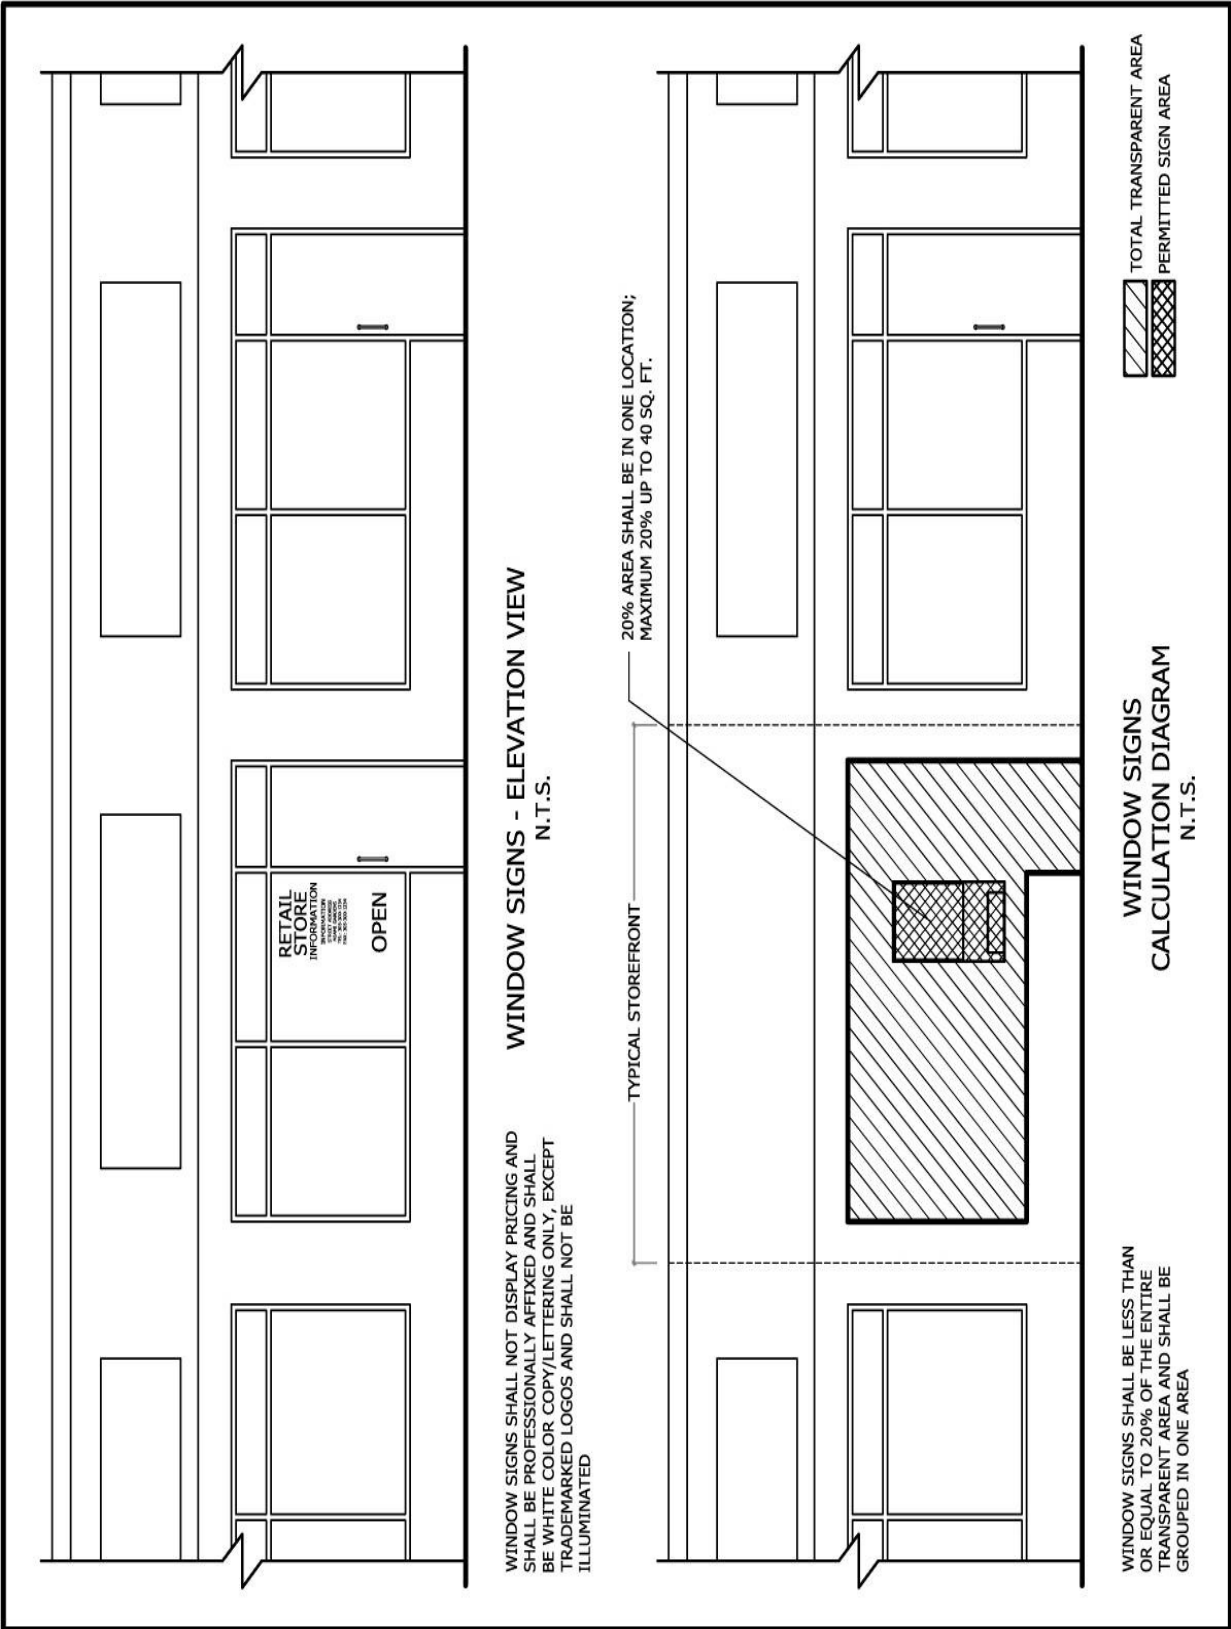 RETAIL
STORE
INFORMATION
INFORMATION
OPEN
WINDOW SIGNS - ELEVATION VIEW
N.T.S.
WINDOW SIGNS SHALL NOT DISPLAY PRICING AND
SHALL BE PROFESSIONALLY AFFIXED AND SHALL
BE WHITE COLOR COPY/LETTERING ONLY, EXCEPT
TRADEMARKED LOGOS AND SHALL NOT BE
ILLUMINATED
20% AREA SHALL BE IN ONE LOCATION;
MAXIMUM 20% UP TO 40 SQ. FT.
TYPICAL STOREFRONT
WINDOW SIGNS SHALL BE LESS THAN
OR EQUAL TO 20% OF THE ENTIRE
TRANSPARENT AREA AND SHALL BE
GROUPED IN ONE AREA
WINDOW SIGNS
CALCULATION DIAGRAM
N.T.S.
TOTAL TRANSPARENT AREA
PERMITTED SIGN AREA